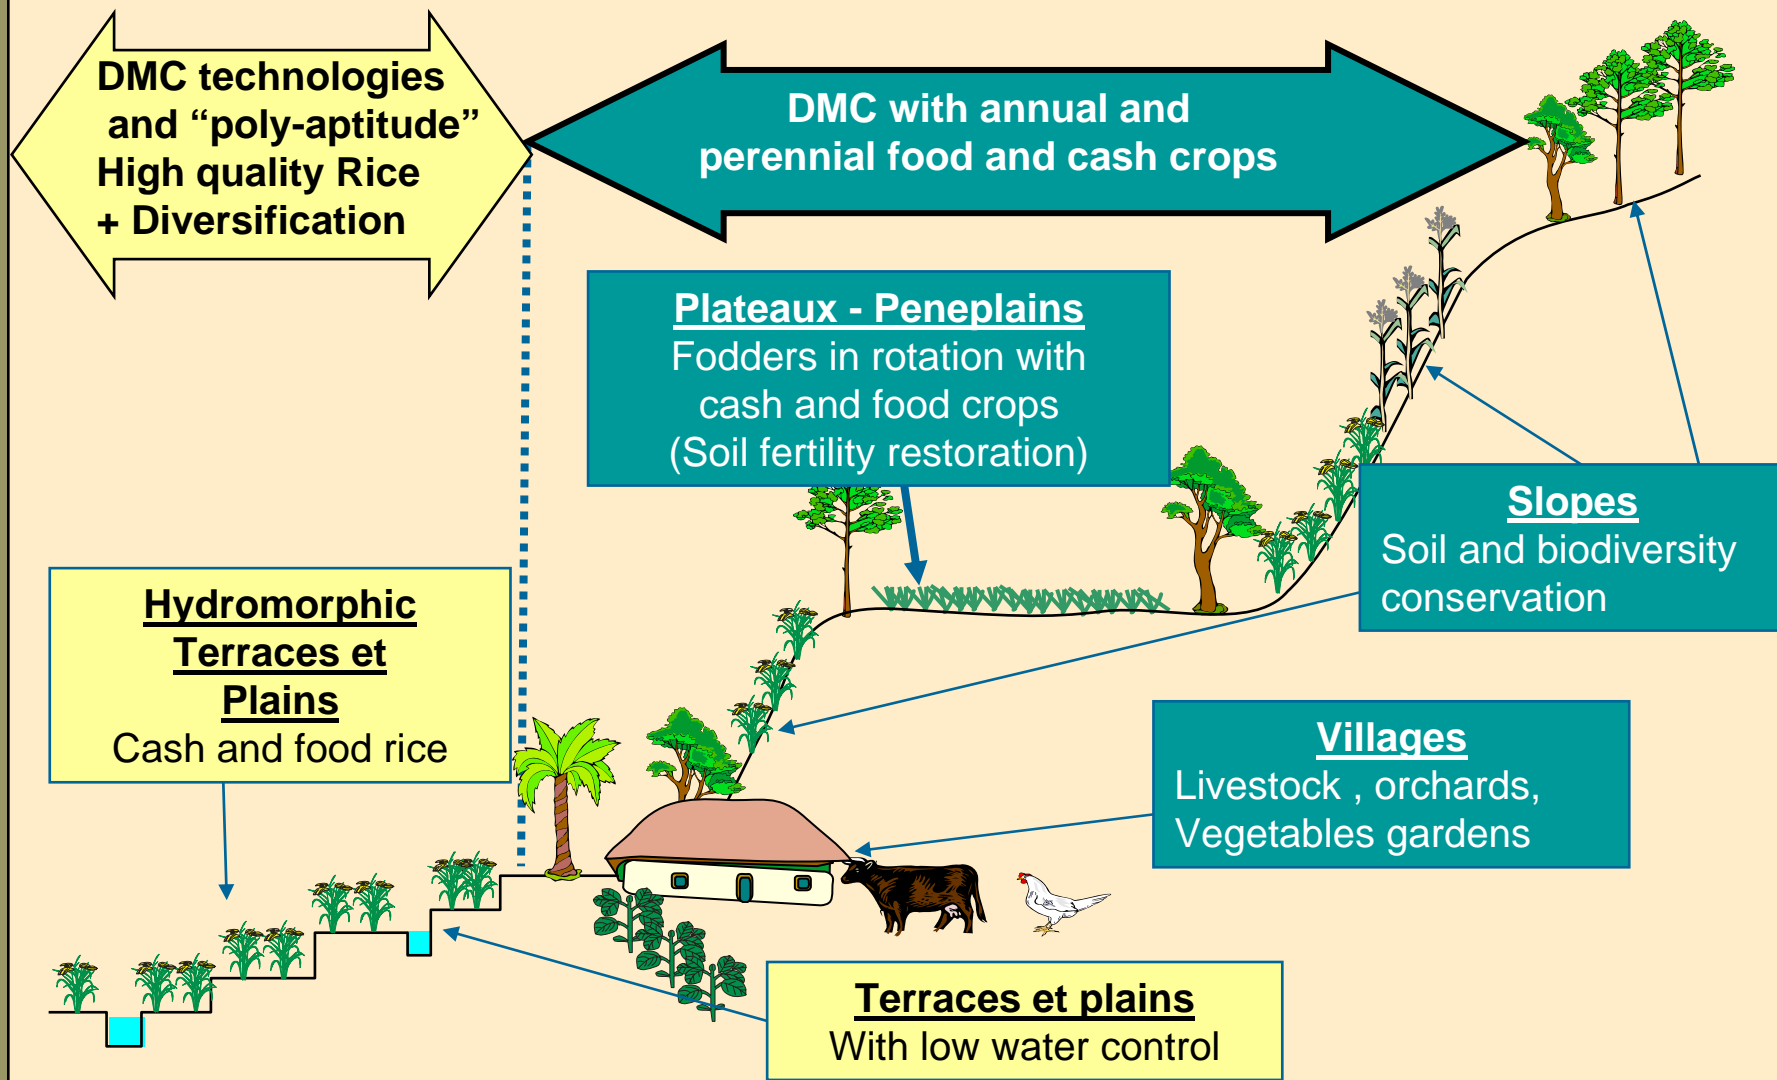 DMC technologies
and “poly-aptitude”
High quality Rice
+ Diversification
DMC with annual and
perennial food and cash crops
Plateaux - Peneplains
Fodders in rotation with
cash and food crops
(Soil fertility restoration)
Slopes
Soil and biodiversity
conservation
Hydromorphic
Terraces et
Plains
Cash and food rice
Villages
Livestock , orchards,
Vegetables gardens
Terraces et plains
With low water control